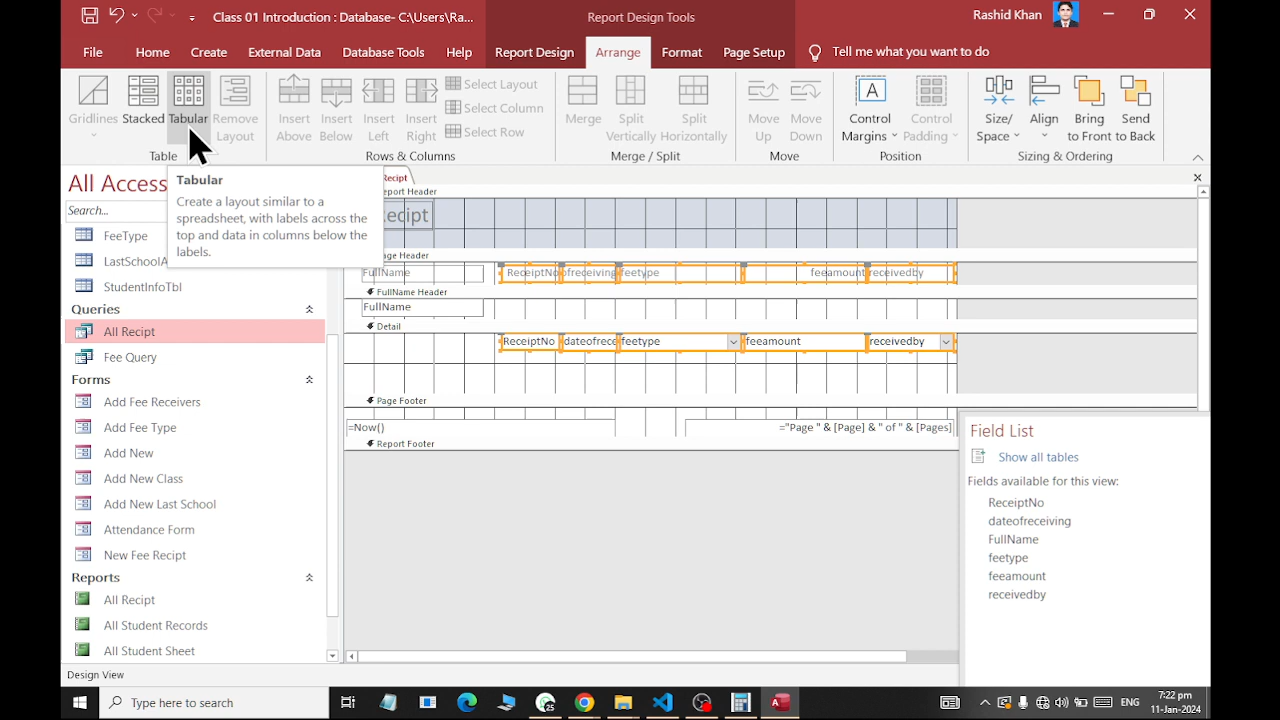 Class 01 Introduction : Database- C:\Users\Ra...
Report Design Tools
Rashid Khan
File
Home
Create
External Data
Database Tools
Help
Report Design
Arrange
Format
Page Setup
Tell me what you want to do
Gridlines
Stacked
Tabular
Remove Layout
Insert Above
Insert Below
Insert Left
Insert Right
Select Layout
Select Column
Select Row
Merge
Split Vertically
Split Horizontally
Move Up
Move Down
Control Margins
Control Padding
Size/ Space
Align
Bring to Front
Send to Back
Table
Rows & Columns
Merge / Split
Move
Position
Sizing & Ordering
All Access
Search...
FeeType
LastSchoolA
StudentInfoTbl
Queries
All Recipt
Fee Query
Forms
Add Fee Receivers
Add Fee Type
Add New
Add New Class
Add New Last School
Attendance Form
New Fee Recipt
Reports
All Recipt
All Student Records
All Student Sheet
Tabular
Create a layout similar to a
spreadsheet, with labels across the
top and data in columns below the
labels.
Recipt
eport Header
ecipt
age Header
FullName
ReceiptNo
ofreceiving
feetype
feeamount
receivedby
FullName Header
FullName
Detail
ReceiptNo
dateofrece
feetype
feeamount
receivedby
Page Footer
=Now()
="Page " & [Page] & " of " & [Pages]
Report Footer
Field List
Show all tables
Fields available for this view:
ReceiptNo
dateofreceiving
FullName
feetype
feeamount
receivedby
Design View
Type here to search
ENG
7:22 pm
11-Jan-2024